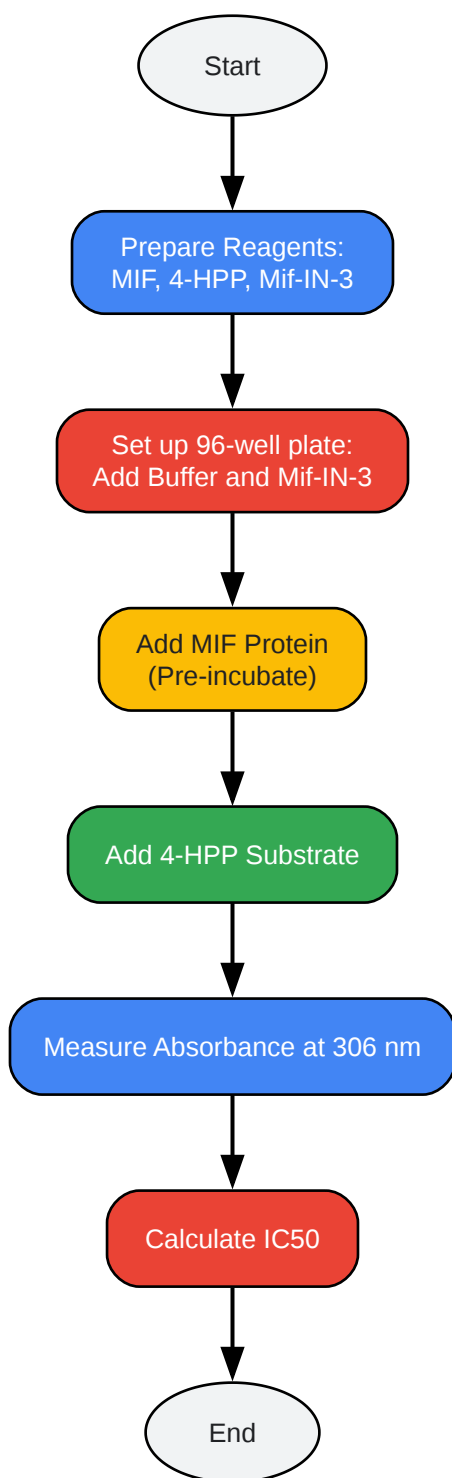 Start
Prepare Reagents:
MIF, 4-HPP, Mif-IN-3
Set up 96-well plate:
Add Buffer and Mif-IN-3
Add MIF Protein
(Pre-incubate)
Add 4-HPP Substrate
Measure Absorbance at 306 nm
Calculate IC50
End